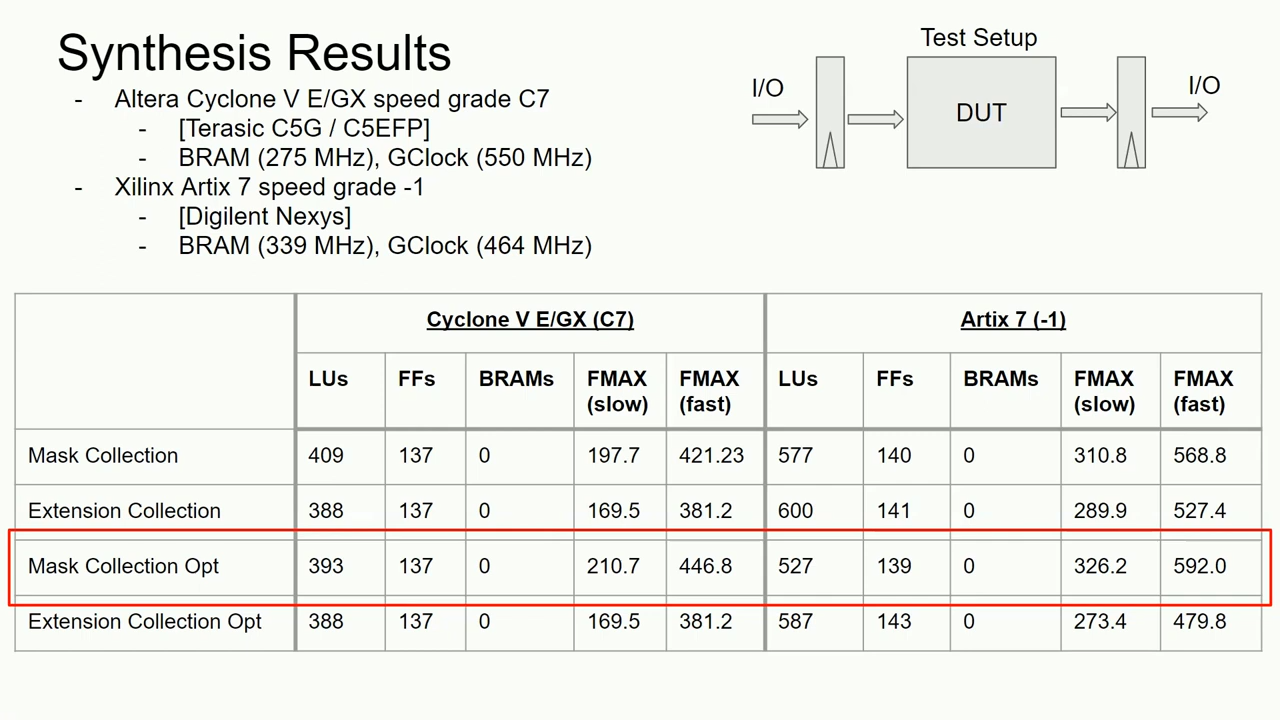 Synthesis Results
- Altera Cyclone V E/GX speed grade C7
- [Terasic C5G / C5EFP]
- BRAM (275 MHz), GClock (550 MHz)
- Xilinx Artix 7 speed grade -1
- [Digilent Nexys]
- BRAM (339 MHz), GClock (464 MHz)
Test Setup
I/O
DUT
I/O
Cyclone V E/GX (C7) Artix 7 (-1)
LUs FFs BRAMs FMAX (slow) FMAX (fast) LUs FFs BRAMs FMAX (slow) FMAX (fast)
Mask Collection 409 137 0 197.7 421.23 577 140 0 310.8 568.8
Extension Collection 388 137 0 169.5 381.2 600 141 0 289.9 527.4
Mask Collection Opt 393 137 0 210.7 446.8 527 139 0 326.2 592.0
Extension Collection Opt 388 137 0 169.5 381.2 587 143 0 273.4 479.8